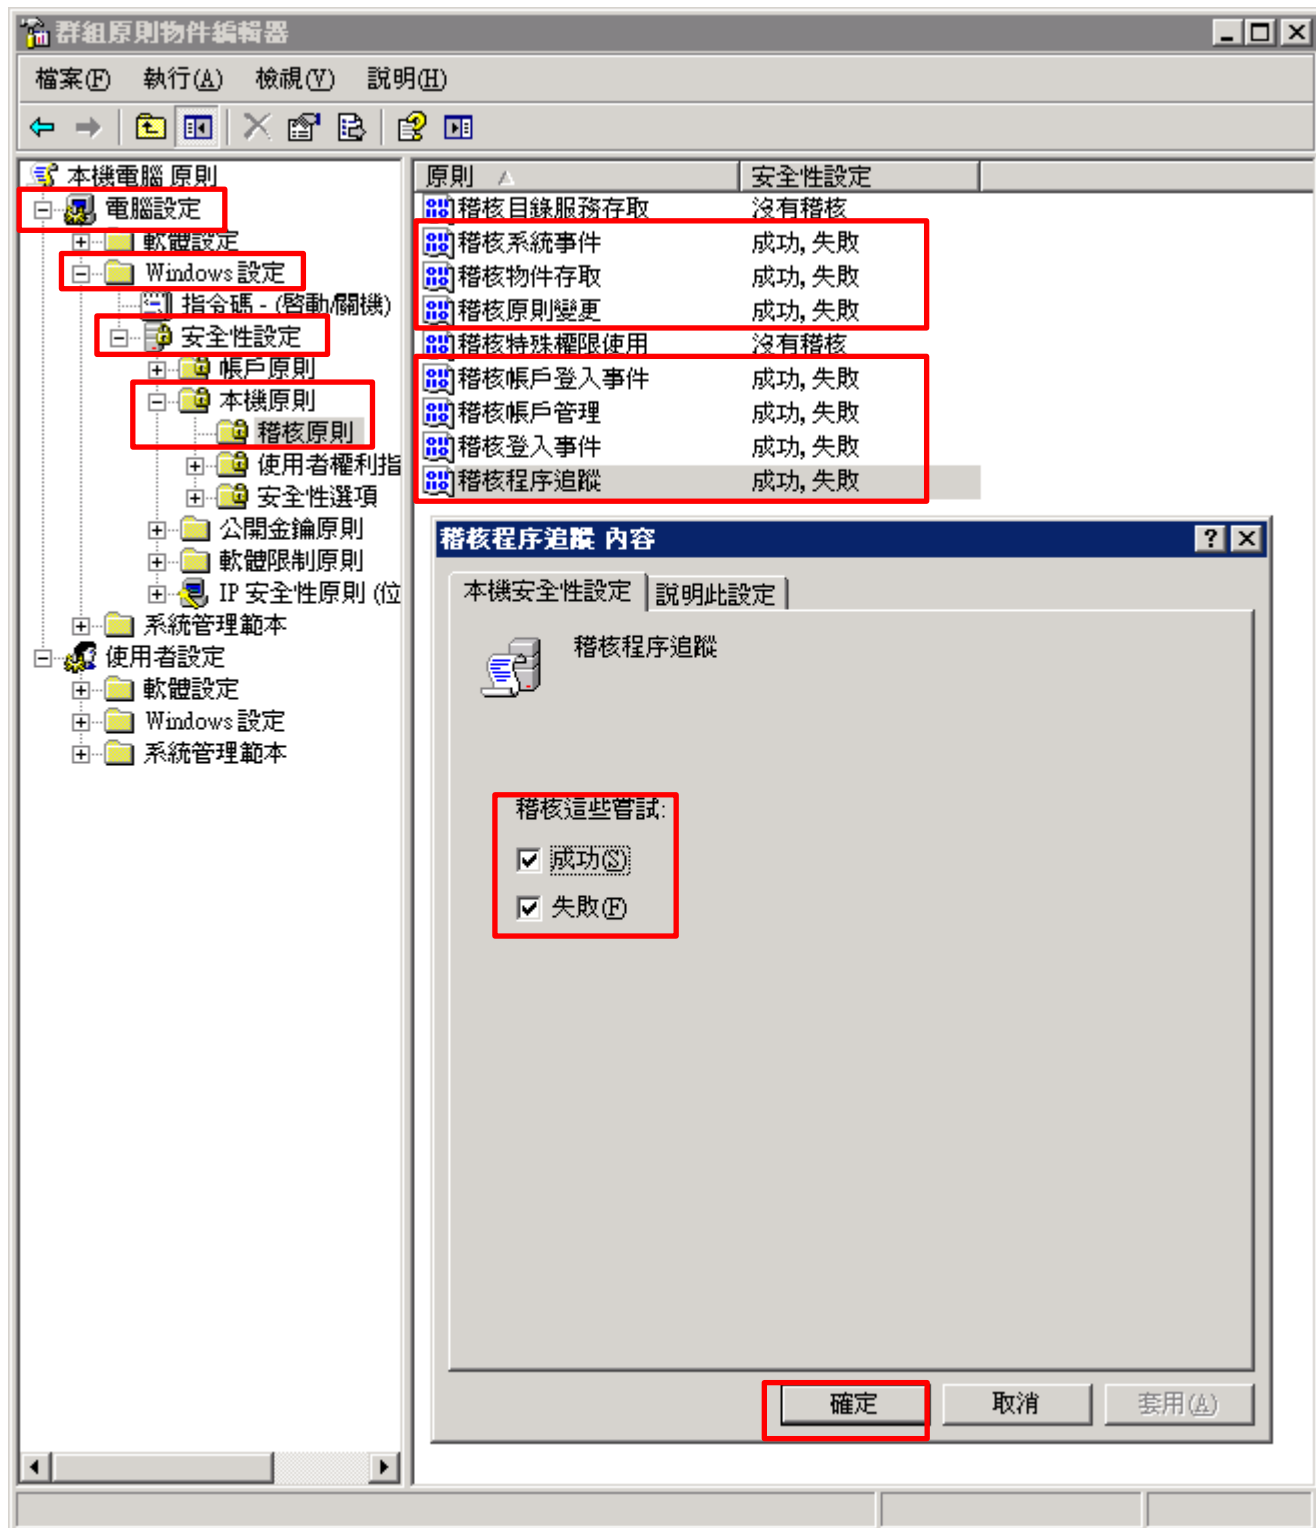 群組原則物件編輯器
檔案(F) 執行(A) 檢視(V) 說明(H)
本機電腦 原則
電腦設定
軟體設定
Windows 設定
指令碼 - (啓動/關機)
安全性設定
帳戶原則
本機原則
稽核原則
使用者權利指
安全性選項
公開金鑰原則
軟體限制原則
IP 安全性原則 (位
系統管理範本
使用者設定
軟體設定
Windows 設定
系統管理範本
原則 安全性設定
稽核目錄服務存取 沒有稽核
稽核系統事件 成功, 失敗
稽核物件存取 成功, 失敗
稽核原則變更 成功, 失敗
稽核特殊權限使用 沒有稽核
稽核帳戶登入事件 成功, 失敗
稽核帳戶管理 成功, 失敗
稽核登入事件 成功, 失敗
稽核程序追蹤 成功, 失敗
稽核程序追蹤 內容
本機安全性設定 說明此設定
稽核程序追蹤
稽核這些嘗試:
成功(S)
失敗(F)
確定 取消 套用(A)